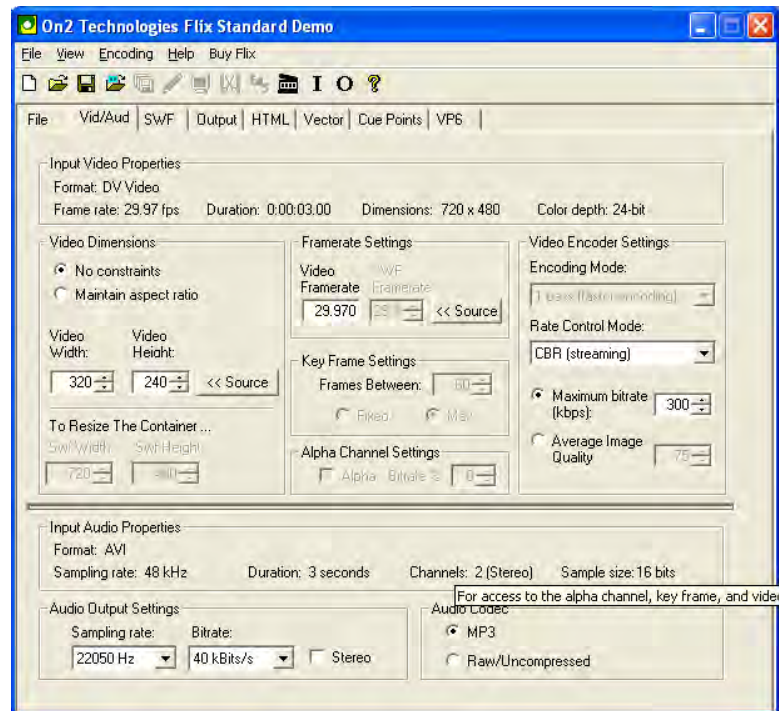 On2 Technologies Flix Standard Demo
File View Encoding Help Buy Flix
I O ?
File Vid/Aud SWF Output HTML Vector Cue Points VP6
Input Video Properties
Format: DV Video
Frame rate: 29.97 fps Duration: 0:00:03.00 Dimensions: 720 x 480 Color depth: 24-bit
Video Dimensions
No constraints
Maintain aspect ratio
Video Width:
Video Height:
320 240 << Source
To Resize The Container ...
Swf Width: Swf Height:
720
Framerate Settings
Video Framerate
Framerate
29.970 << Source
Key Frame Settings
Frames Between: 60
Fixed Max
Alpha Channel Settings
Alpha Bitrate % 0
Video Encoder Settings
Encoding Mode:
1 pass (faster encoding)
Rate Control Mode:
CBR (streaming)
Maximum bitrate (kbps): 300
Average Image Quality 75
Input Audio Properties
Format: AVI
Sampling rate: 48 kHz Duration: 3 seconds Channels: 2 (Stereo) Sample size: 16 bits
For access to the alpha channel, key frame, and vide
Audio Output Settings
Sampling rate: Bitrate:
22050 Hz 40 kBits/s Stereo
Audio Codec
MP3
Raw/Uncompressed